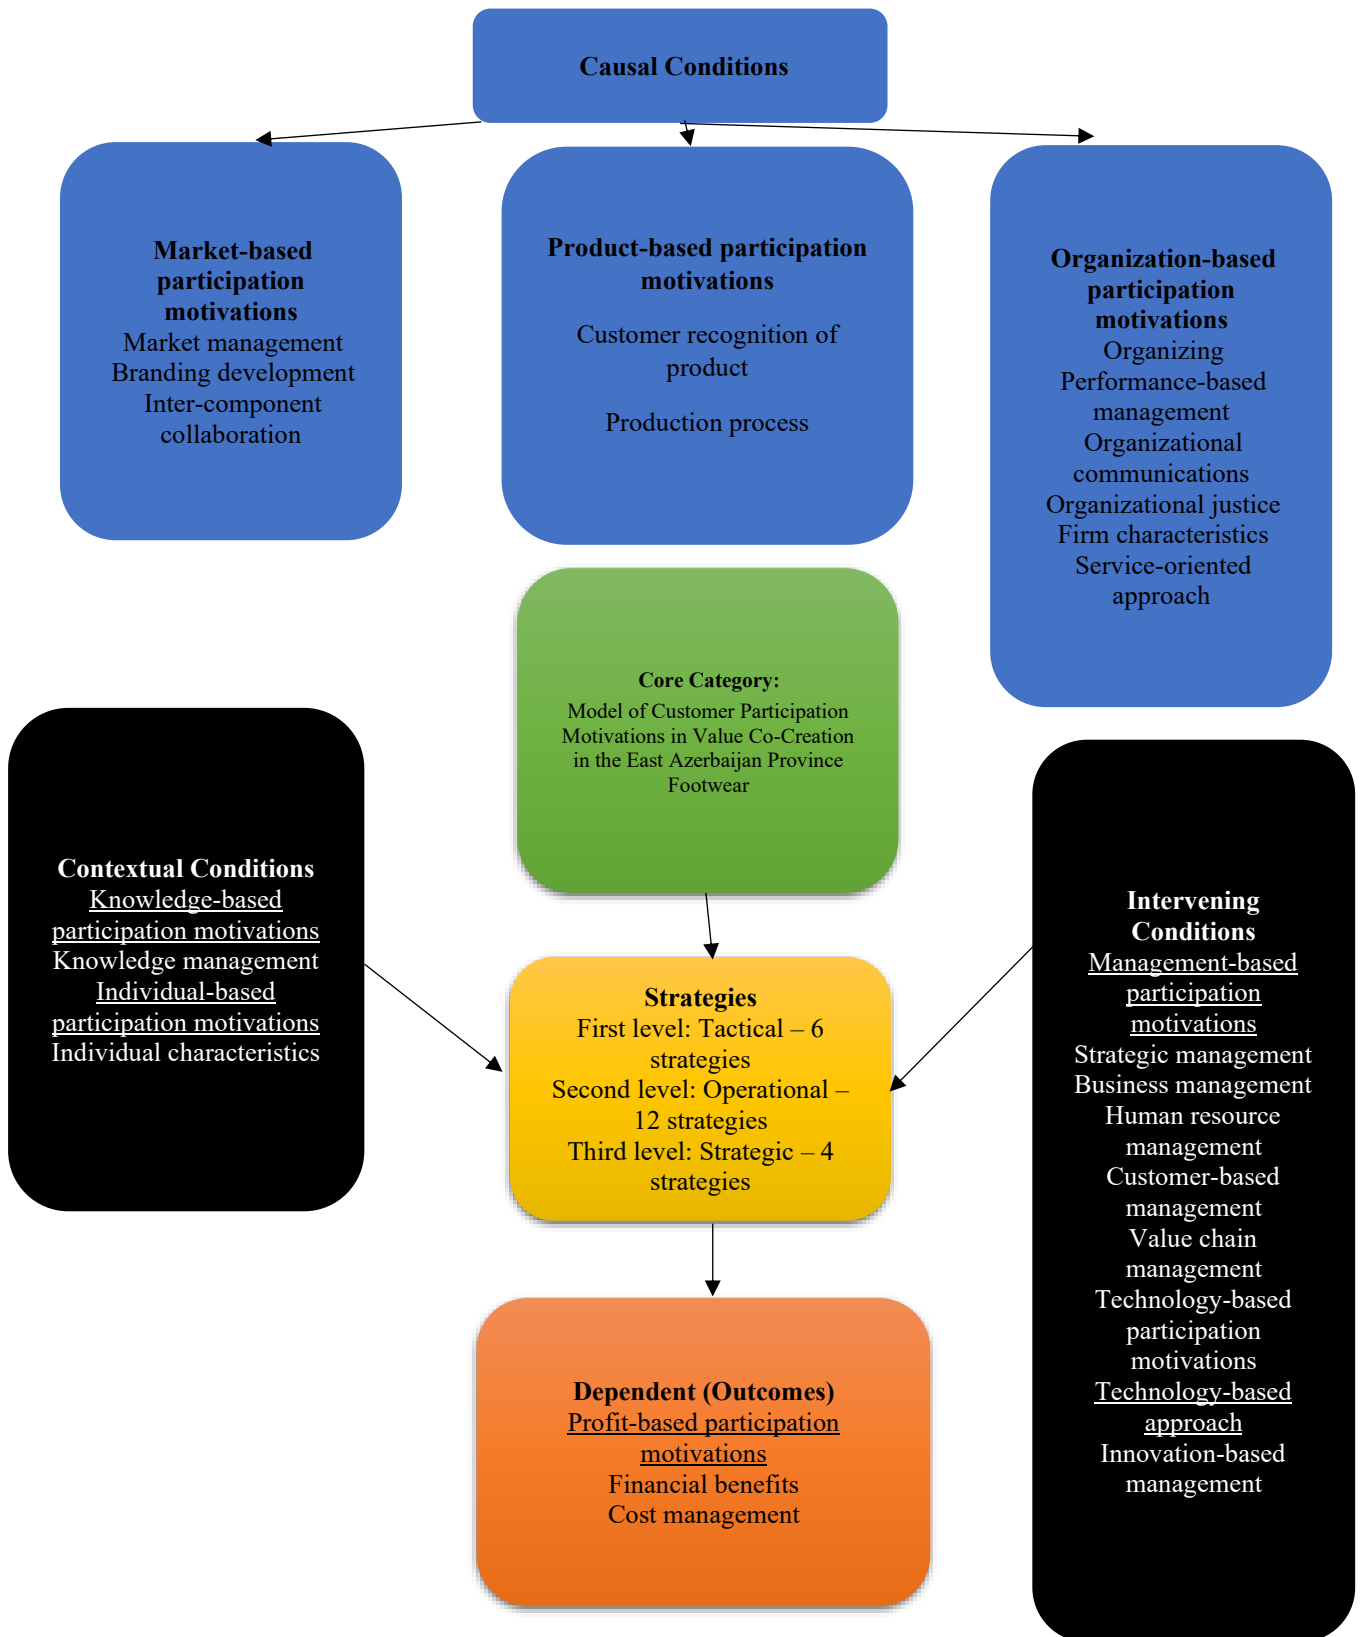 Causal Conditions
Market-based
participation
motivations
Market management
Branding development
Inter-component
collaboration
Product-based participation
motivations
Customer recognition of
product
Production process
Organization-based
participation
motivations
Organizing
Performance-based
management
Organizational
communications
Organizational justice
Firm characteristics
Service-oriented
approach
Core Category:
Model of Customer Participation
Motivations in Value Co-Creation
in the East Azerbaijan Province
Footwear
Contextual Conditions
Knowledge-based
participation motivations
Knowledge management
Individual-based
participation motivations
Individual characteristics
Strategies
First level: Tactical – 6
strategies
Second level: Operational –
12 strategies
Third level: Strategic – 4
strategies
Intervening
Conditions
Management-based
participation
motivations
Strategic management
Business management
Human resource
management
Customer-based
management
Value chain
management
Technology-based
participation
motivations
Technology-based
approach
Innovation-based
management
Dependent (Outcomes)
Profit-based participation
motivations
Financial benefits
Cost management